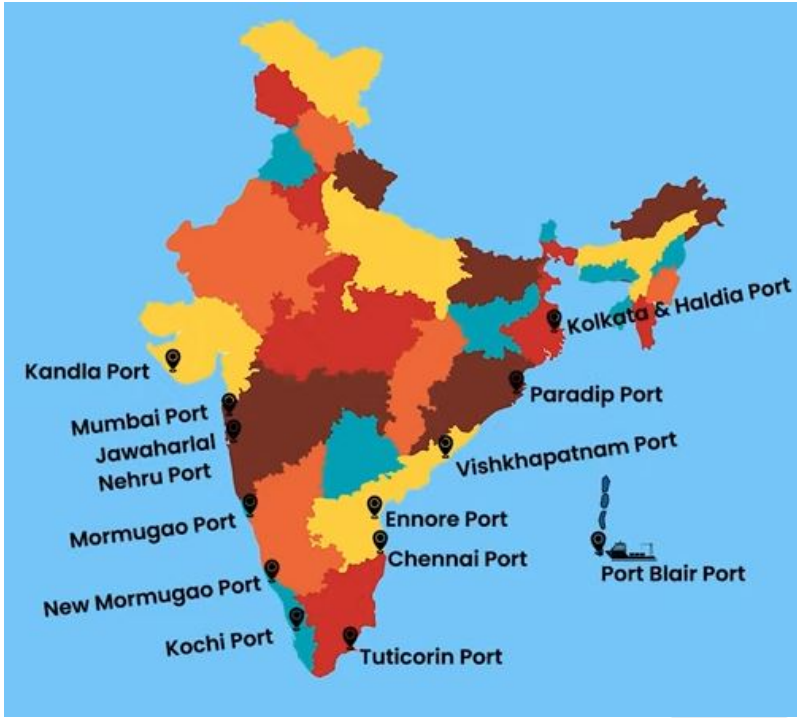 Kolkata & Haldia Port
Kandla Port
Paradip Port
Mumbai Port
Jawaharlal
Nehru Port
Vishkhapatnam Port
Mormugao Port
Ennore Port
Chennai Port
Port Blair Port
New Mormugao Port
Kochi Port
Tuticorin Port